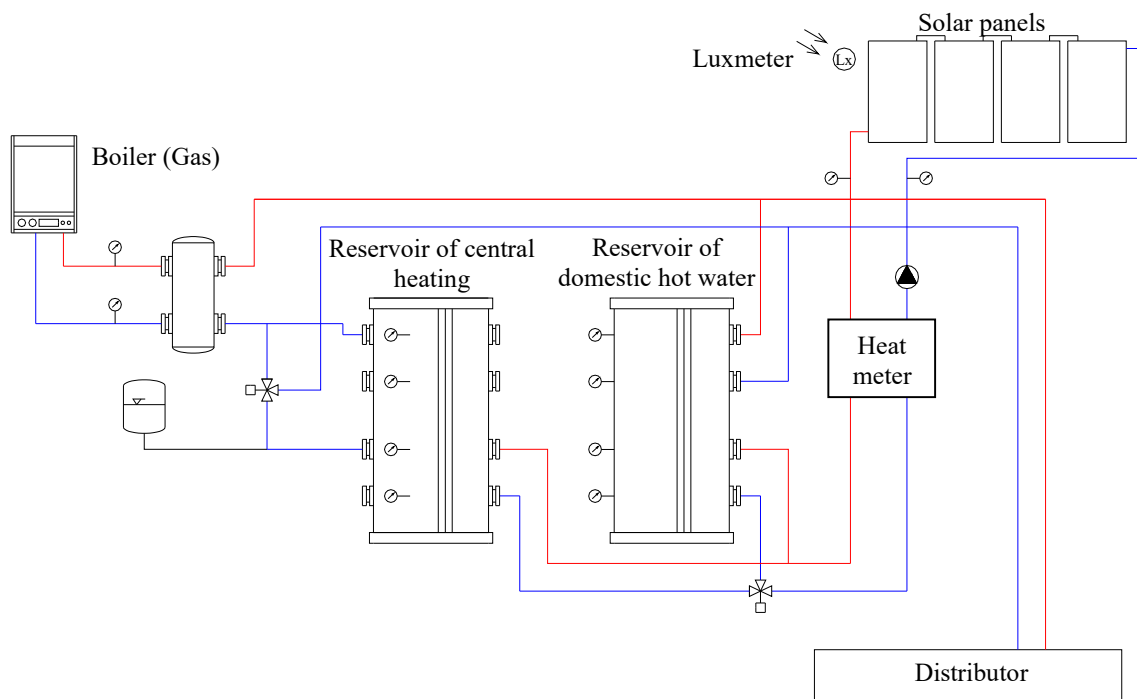 Solar panels
Luxmeter
Lx
Boiler (Gas)
Reservoir of central
heating
Reservoir of
domestic hot water
Heat
meter
Distributor